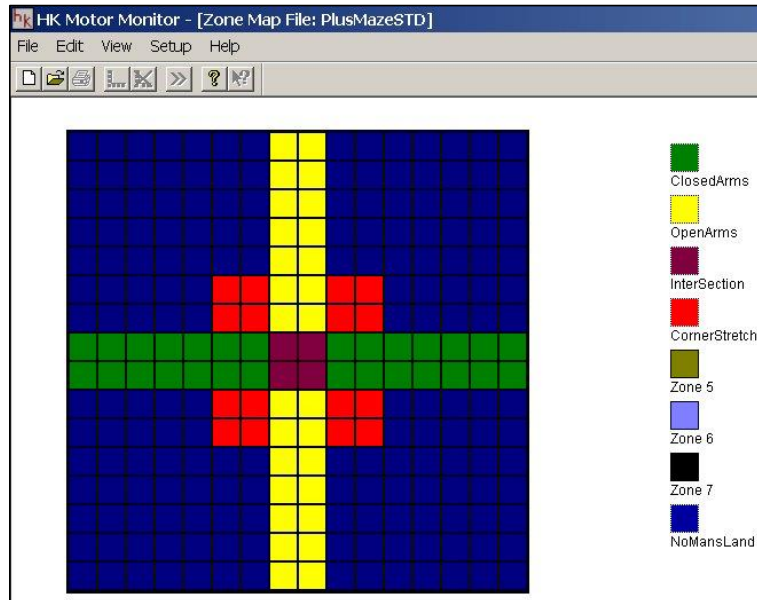 hk HK Motor Monitor - [Zone Map File: PlusMazeSTD]
File Edit View Setup Help
ClosedArms
OpenArms
InterSection
CornerStretch
Zone 5
Zone 6
Zone 7
NoMansLand